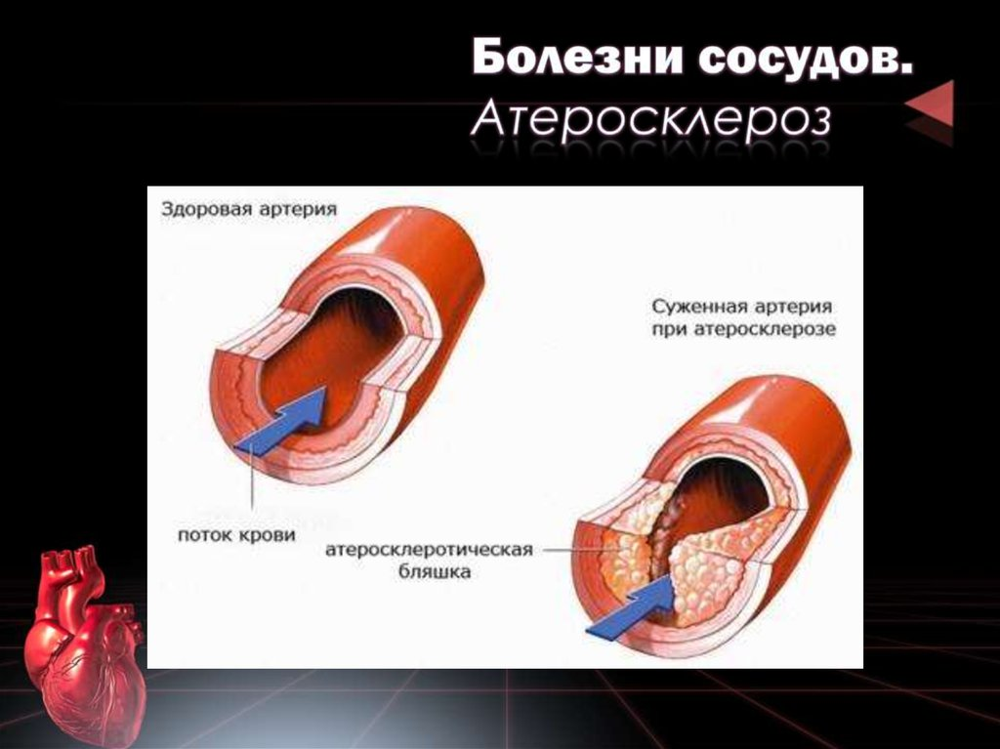 Болезни сосудов.
Атеросклероз
Здоровая артерия
Суженная артерия
при атеросклерозе
поток крови
атеросклеротическая
бляшка